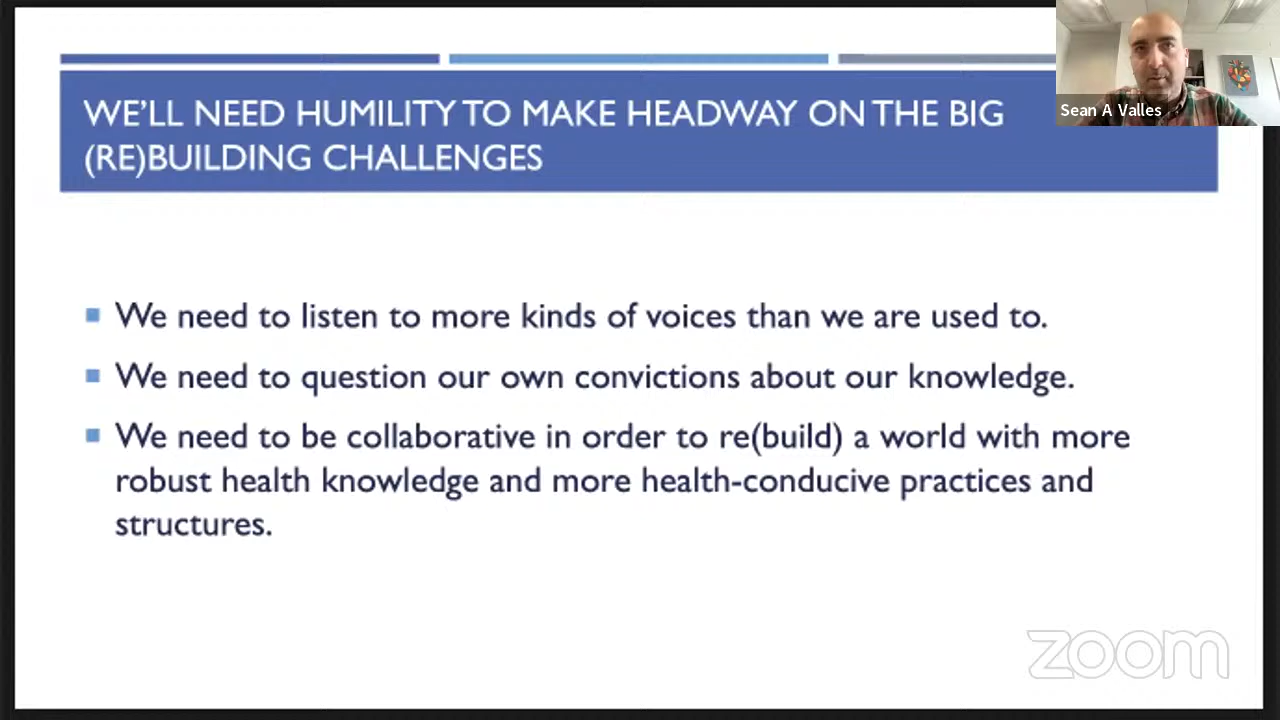 WE'LL NEED HUMILITY TO MAKE HEADWAY ON THE BIG
(RE)BUILDING CHALLENGES
Sean A Valles
We need to listen to more kinds of voices than we are used to.
We need to question our own convictions about our knowledge.
We need to be collaborative in order to re(build) a world with more
robust health knowledge and more health-conducive practices and
structures.
zoom